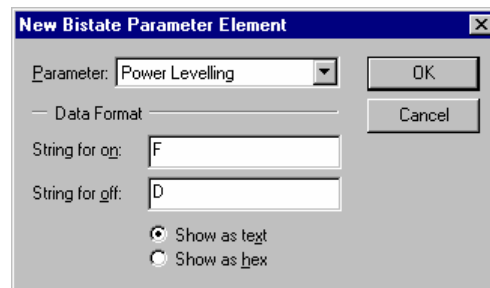 New Bistate Parameter Element
Parameter: Power Levelling
OK
Data Format
Cancel
String for on: F
String for off: D
Show as text
Show as hex